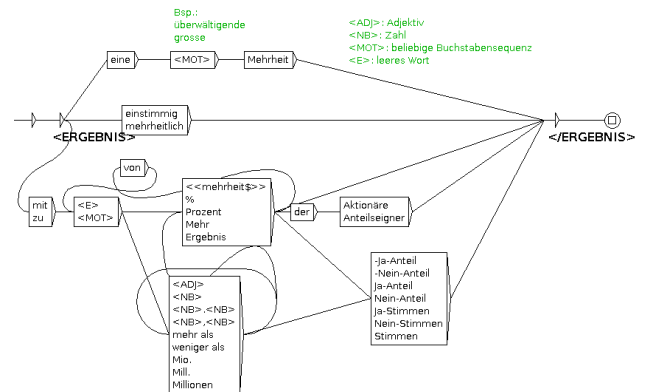 Bsp.:
überwältigende
grosse
<ADJ>: Adjektiv
<NB>: Zahl
<MOT>: beliebige Buchstabensequenz
<E>: leeres Wort
eine
<MOT>
Mehrheit
einstimmig
mehrheitlich
<ERGEBNIS>
</ERGEBNIS>
von
mit
zu
<E>
<MOT>
<<mehrheit$>>
%
Prozent
Mehr
Ergebnis
der
Aktionäre
Anteilseigner
-Ja-Anteil
-Nein-Anteil
Ja-Anteil
Nein-Anteil
Ja-Stimmen
Nein-Stimmen
Stimmen
<ADJ>
<NB>
<NB>.<NB>
<NB>,<NB>
mehr als
weniger als
Mio.
Mill.
Millionen